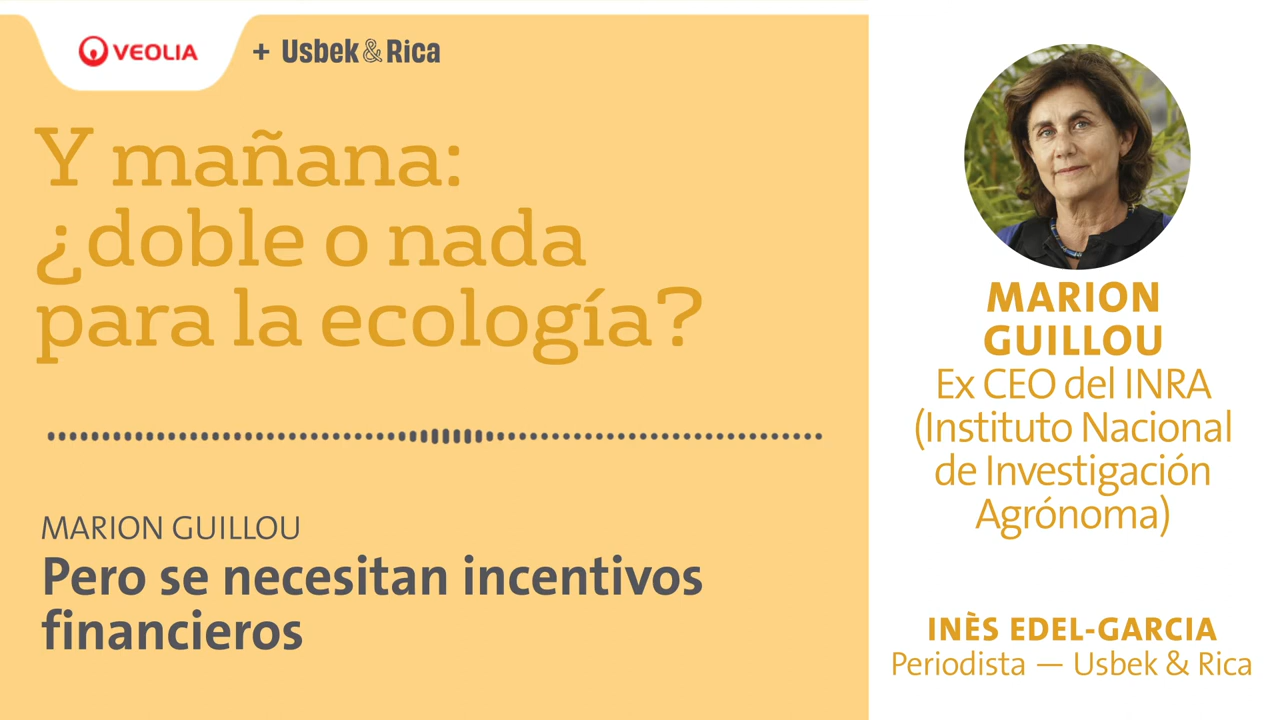 VEOLIA + Usbek & Rica
Y mañana:
¿doble o nada
para la ecología?
MARION GUILLOU
Pero se necesitan incentivos
financieros
MARION
GUILLOU
Ex CEO del INRA
(Instituto Nacional
de Investigación
Agrónoma)
INÈS EDEL-GARCIA
Periodista — Usbek & Rica